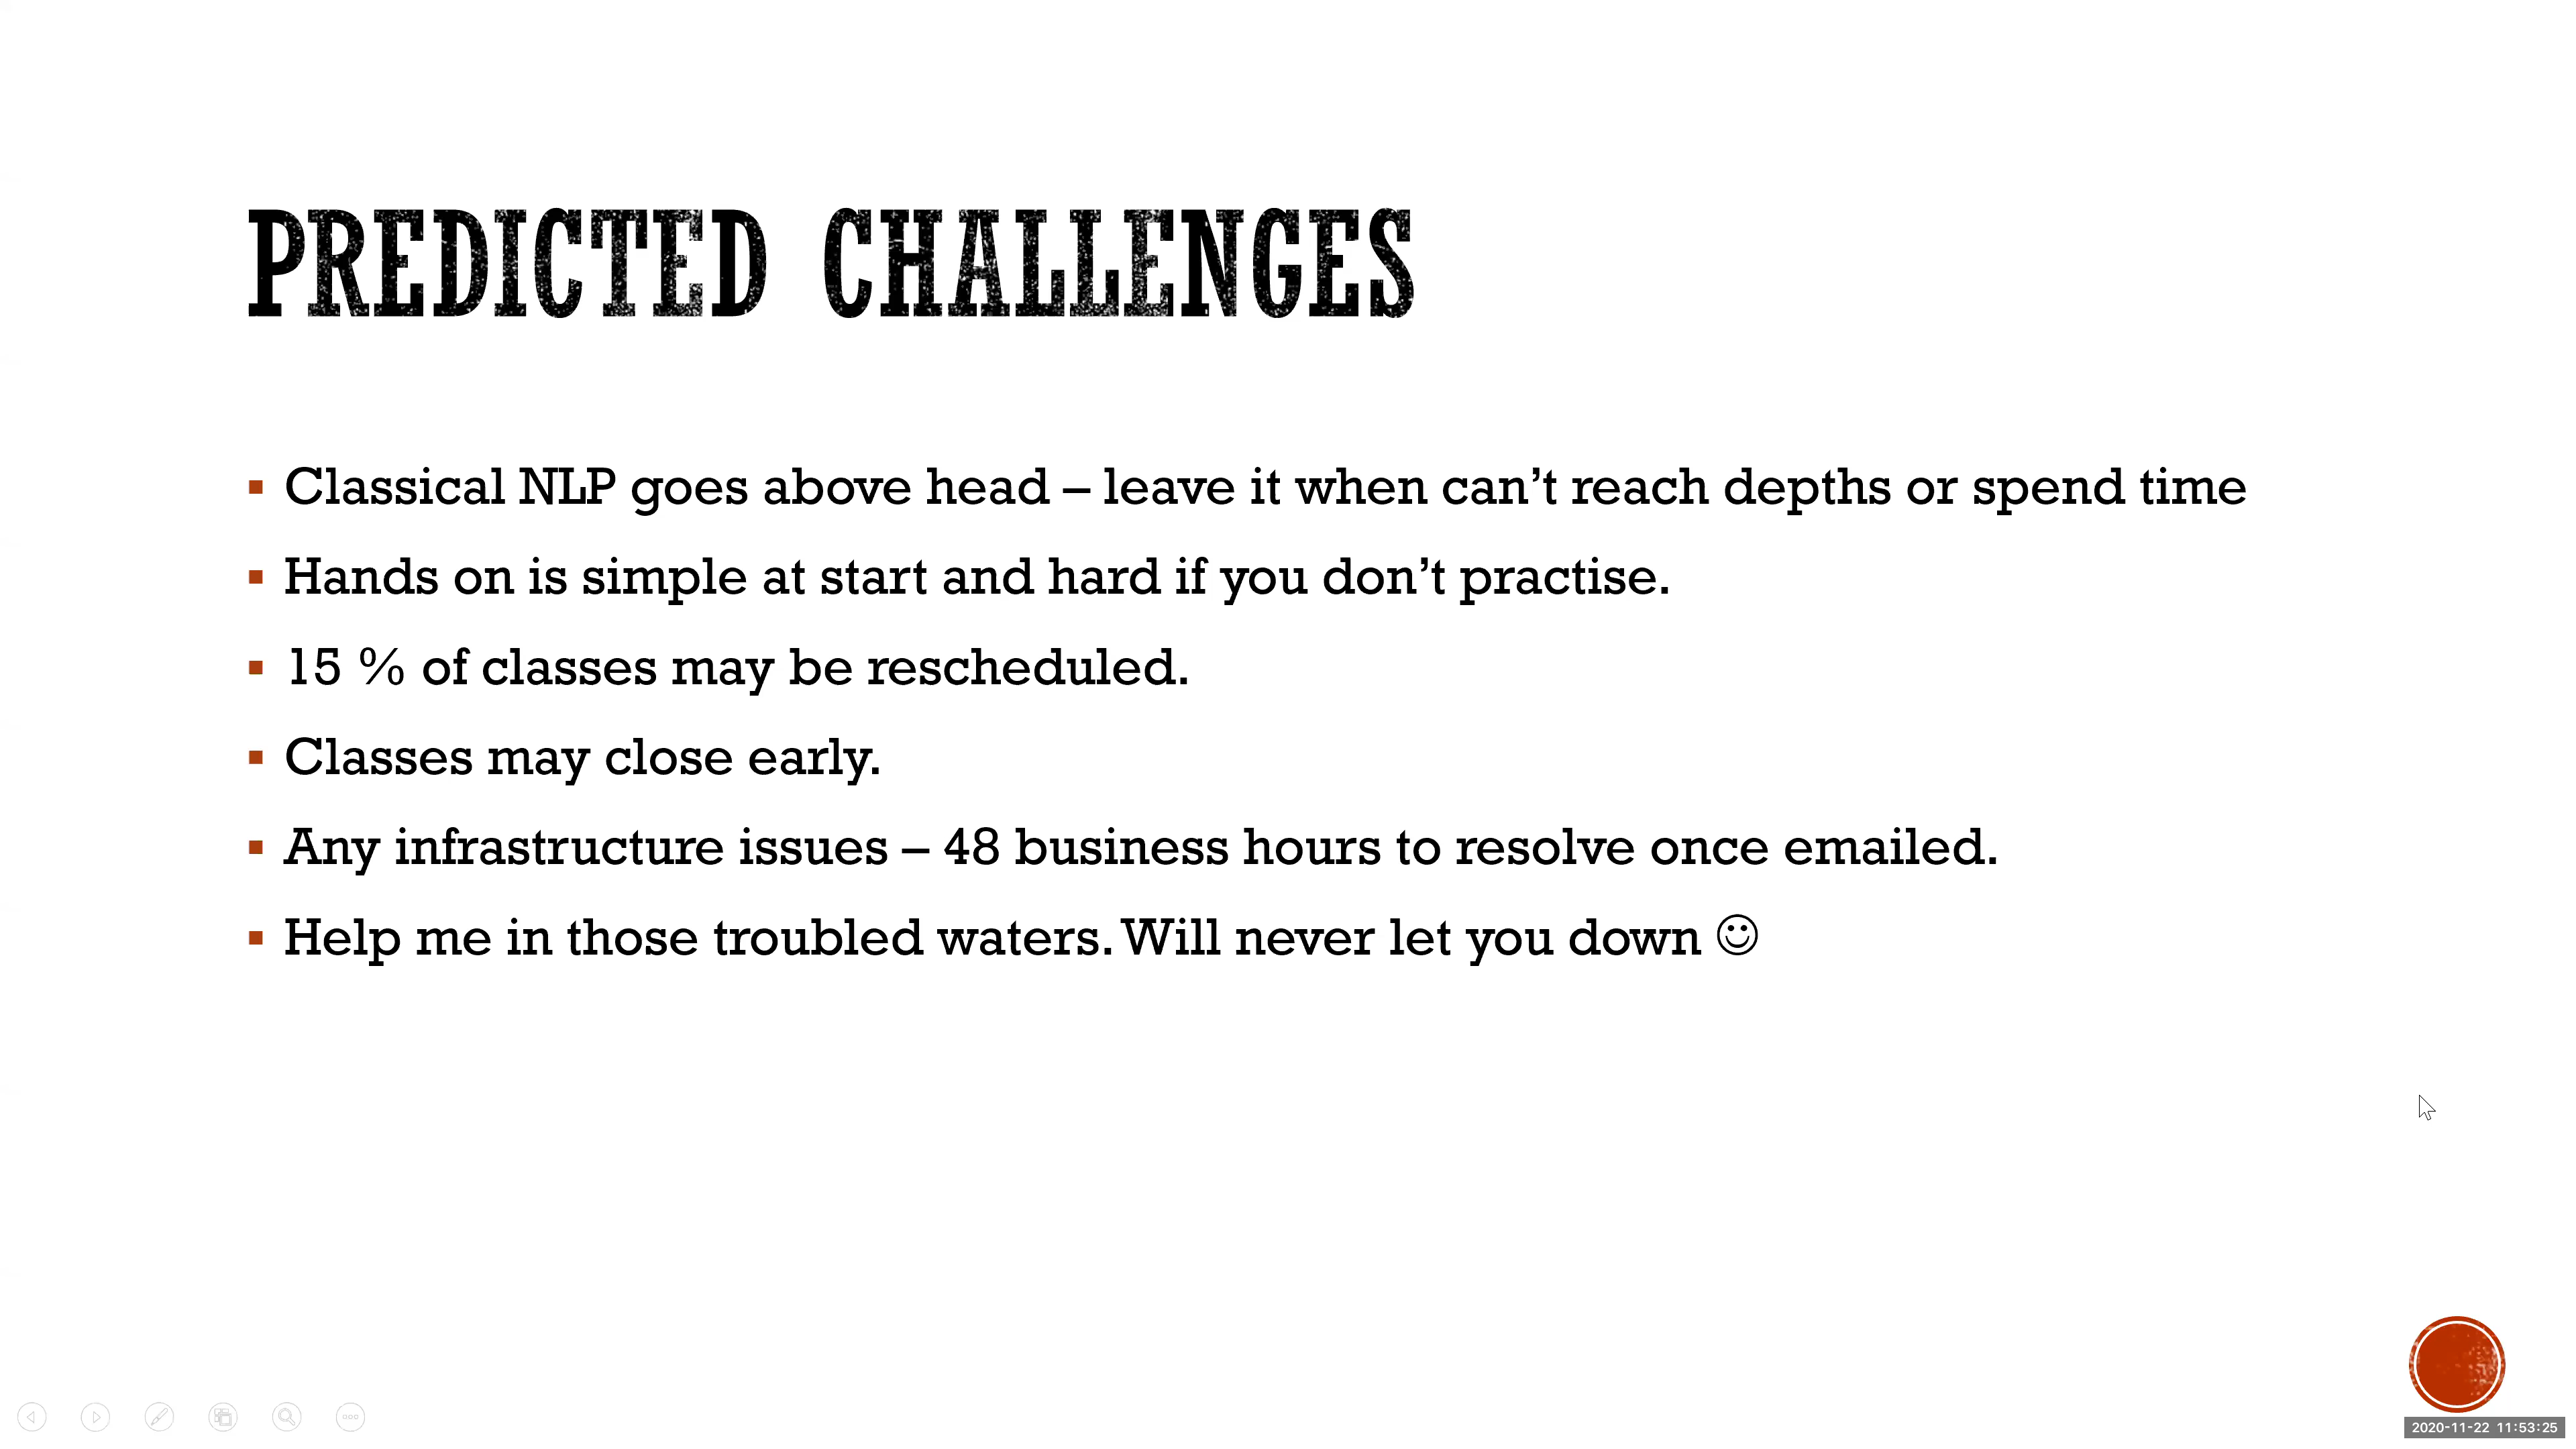 PREDICTED CHALLENGES
▪ Classical NLP goes above head – leave it when can’t reach depths or spend time
▪ Hands on is simple at start and hard if you don’t practise.
▪ 15 % of classes may be rescheduled.
▪ Classes may close early.
▪ Any infrastructure issues – 48 business hours to resolve once emailed.
▪ Help me in those troubled waters. Will never let you down ☺
2020-11-22 11:53:25